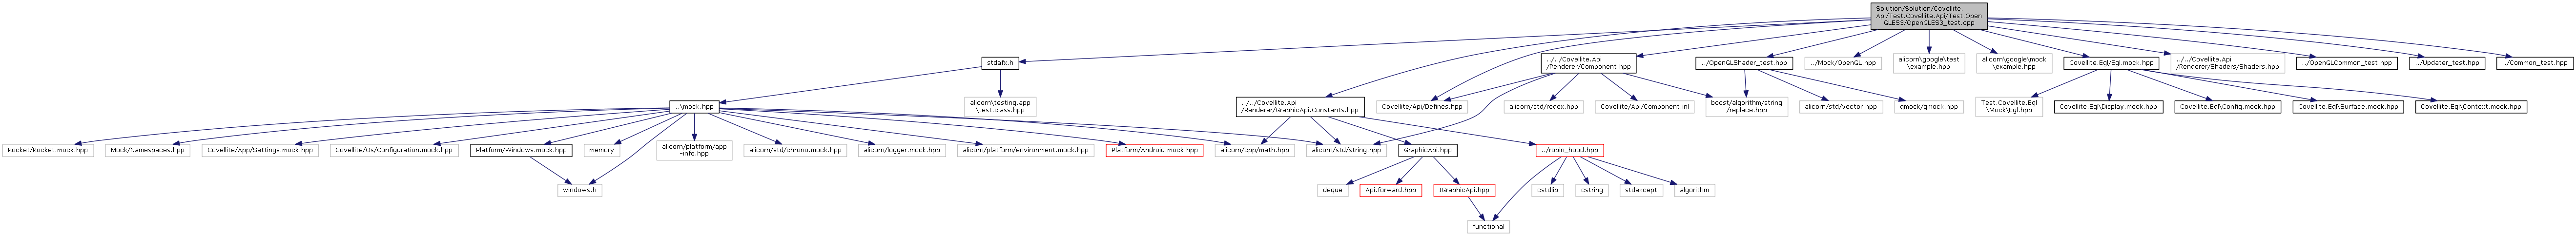 Solution/Solution/Covellite.
Api/Test.Covellite.Api/Test.Open
GLES3/OpenGLES3_test.cpp
stdafx.h
../../Covellite.Api
/Renderer/Component.hpp
../OpenGLShader_test.hpp
../Mock/OpenGL.hpp
alicorn\google\test
\example.hpp
alicorn\google\mock
\example.hpp
Covellite.Egl/Egl.mock.hpp
../../Covellite.Api
/Renderer/Shaders/Shaders.hpp
../OpenGLCommon_test.hpp
../Updater_test.hpp
../Common_test.hpp
..\mock.hpp
alicorn\testing.app
\test.class.hpp
../../Covellite.Api
/Renderer/GraphicApi.Constants.hpp
Covellite/Api/Defines.hpp
alicorn/std/regex.hpp
Covellite/Api/Component.inl
boost/algorithm/string
/replace.hpp
alicorn/std/vector.hpp
gmock/gmock.hpp
Test.Covellite.Egl
\Mock\Egl.hpp
Covellite.Egl\Display.mock.hpp
Covellite.Egl\Config.mock.hpp
Covellite.Egl\Surface.mock.hpp
Covellite.Egl\Context.mock.hpp
Rocket/Rocket.mock.hpp
Mock/Namespaces.hpp
Covellite/App/Settings.mock.hpp
Covellite/Os/Configuration.mock.hpp
Platform/Windows.mock.hpp
memory
alicorn/platform/app
-info.hpp
alicorn/std/chrono.mock.hpp
alicorn/logger.mock.hpp
alicorn/platform/environment.mock.hpp
Platform/Android.mock.hpp
alicorn/cpp/math.hpp
alicorn/std/string.hpp
GraphicApi.hpp
../robin_hood.hpp
windows.h
deque
Api.forward.hpp
IGraphicApi.hpp
cstdlib
cstring
stdexcept
algorithm
functional